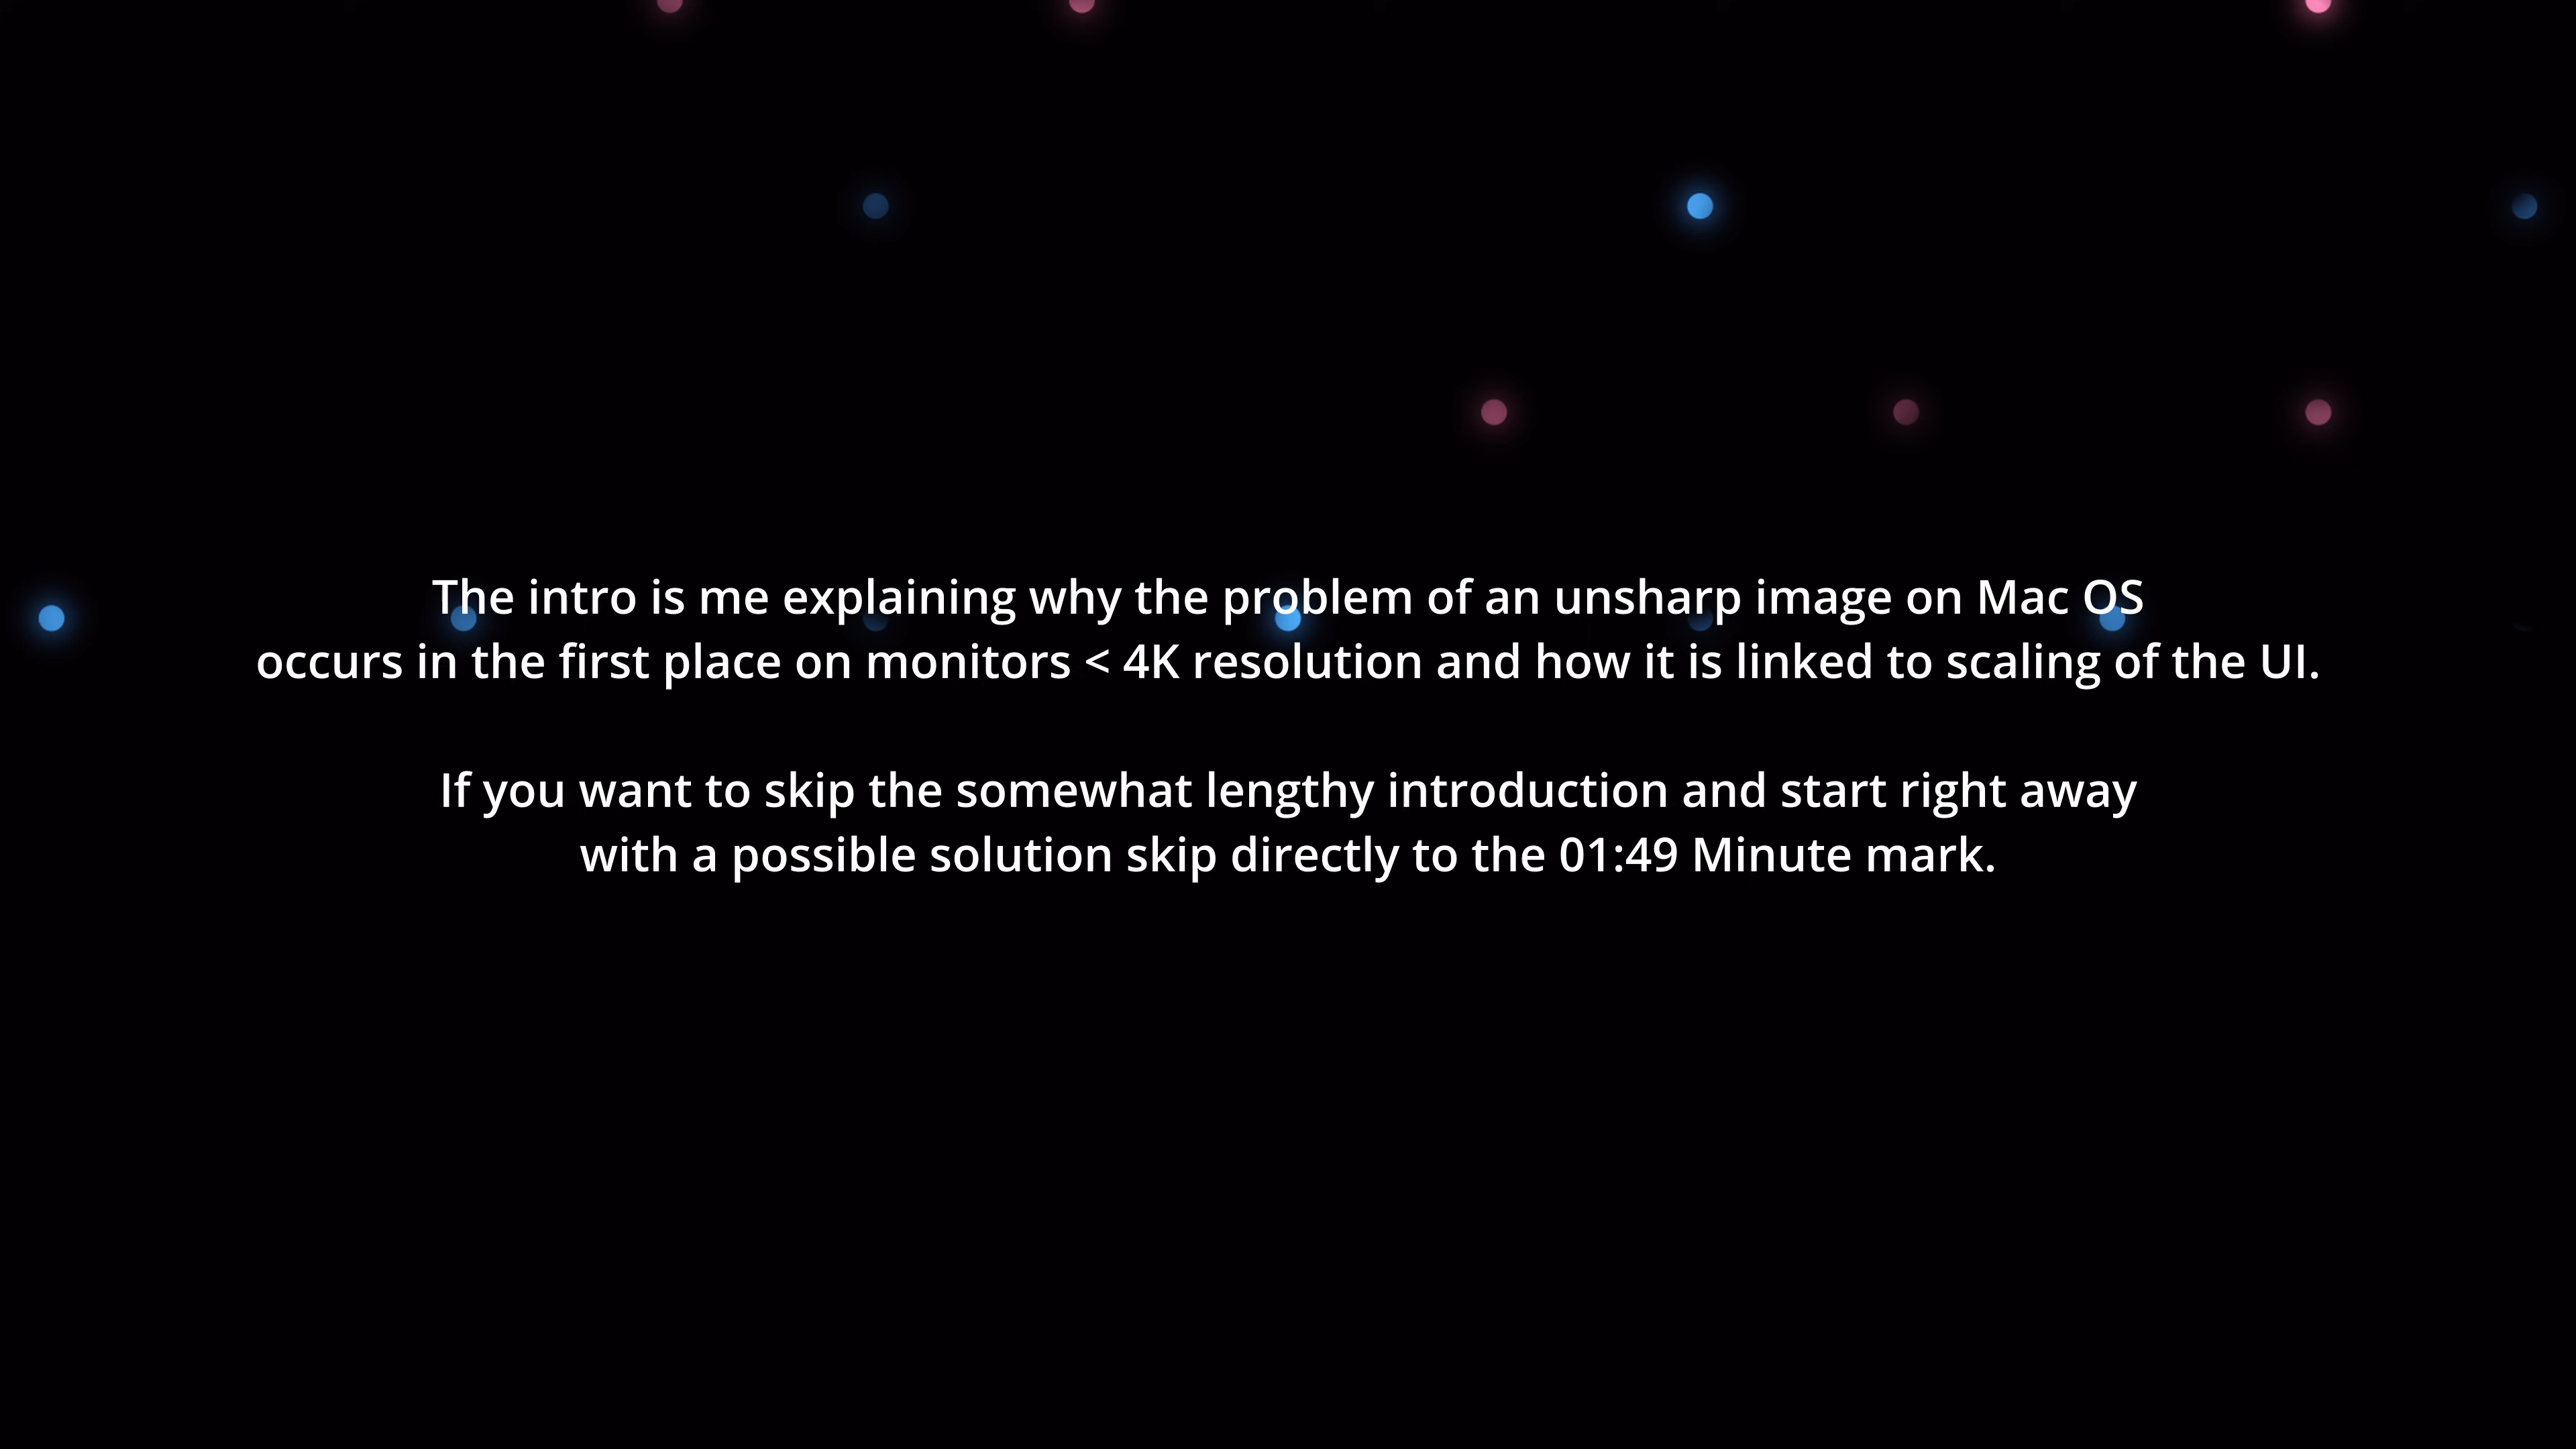 The intro is me explaining why the problem of an unsharp image on Mac OS
occurs in the first place on monitors < 4K resolution and how it is linked to scaling of the UI.
If you want to skip the somewhat lengthy introduction and start right away
with a possible solution skip directly to the 01:49 Minute mark.